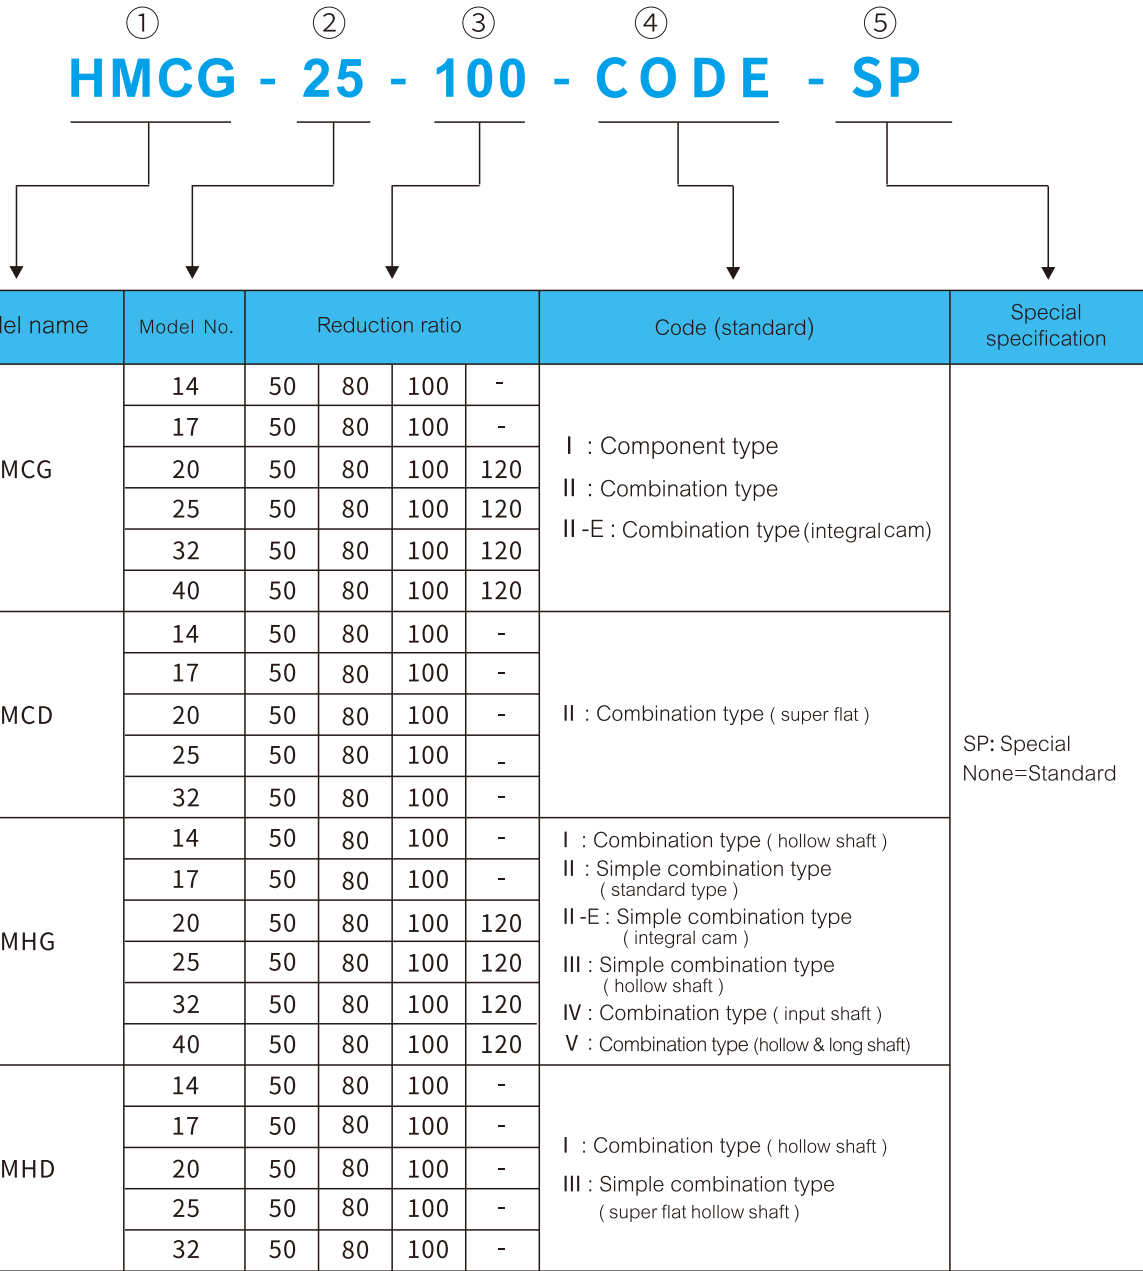 ① ② ③ ④ ⑤
HMCG - 25 - 100 - CODE - SP
del name Model No. Reduction ratio Code (standard) Special specification
MCG
14 50 80 100 -
17 50 80 100 -
20 50 80 100 120
25 50 80 100 120
32 50 80 100 120
40 50 80 100 120
I : Component type
II : Combination type
II -E : Combination type (integral cam)
MCD
14 50 80 100 -
17 50 80 100 -
20 50 80 100 -
25 50 80 100 -
32 50 80 100 -
II : Combination type ( super flat )
SP: Special
None=Standard
MHG
14 50 80 100 -
17 50 80 100 -
20 50 80 100 120
25 50 80 100 120
32 50 80 100 120
40 50 80 100 120
I : Combination type ( hollow shaft )
II : Simple combination type
( standard type )
II -E : Simple combination type
( integral cam )
III : Simple combination type
( hollow shaft )
IV : Combination type ( input shaft )
V : Combination type (hollow & long shaft)
MHD
14 50 80 100 -
17 50 80 100 -
20 50 80 100 -
25 50 80 100 -
32 50 80 100 -
I : Combination type ( hollow shaft )
III : Simple combination type
( super flat hollow shaft )